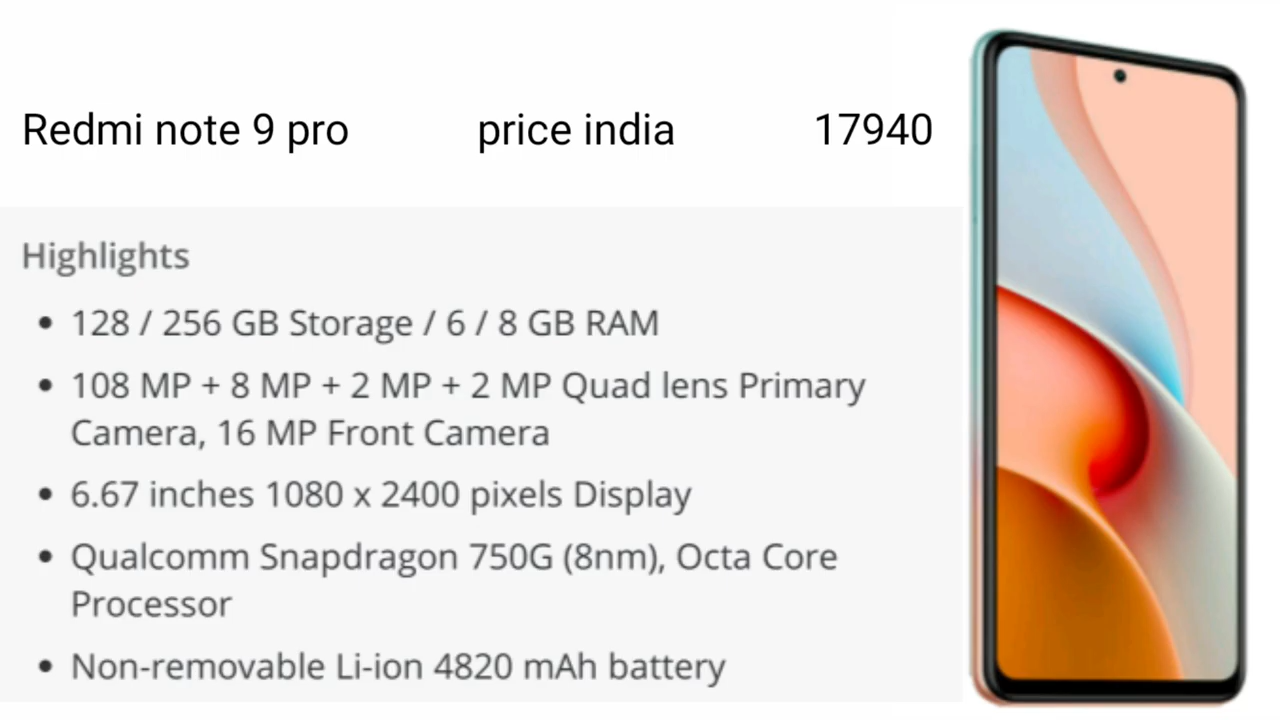 Redmi note 9 pro price india 17940
Highlights
• 128 / 256 GB Storage / 6 / 8 GB RAM
• 108 MP + 8 MP + 2 MP + 2 MP Quad lens Primary
Camera, 16 MP Front Camera
• 6.67 inches 1080 x 2400 pixels Display
• Qualcomm Snapdragon 750G (8nm), Octa Core
Processor
• Non-removable Li-ion 4820 mAh battery